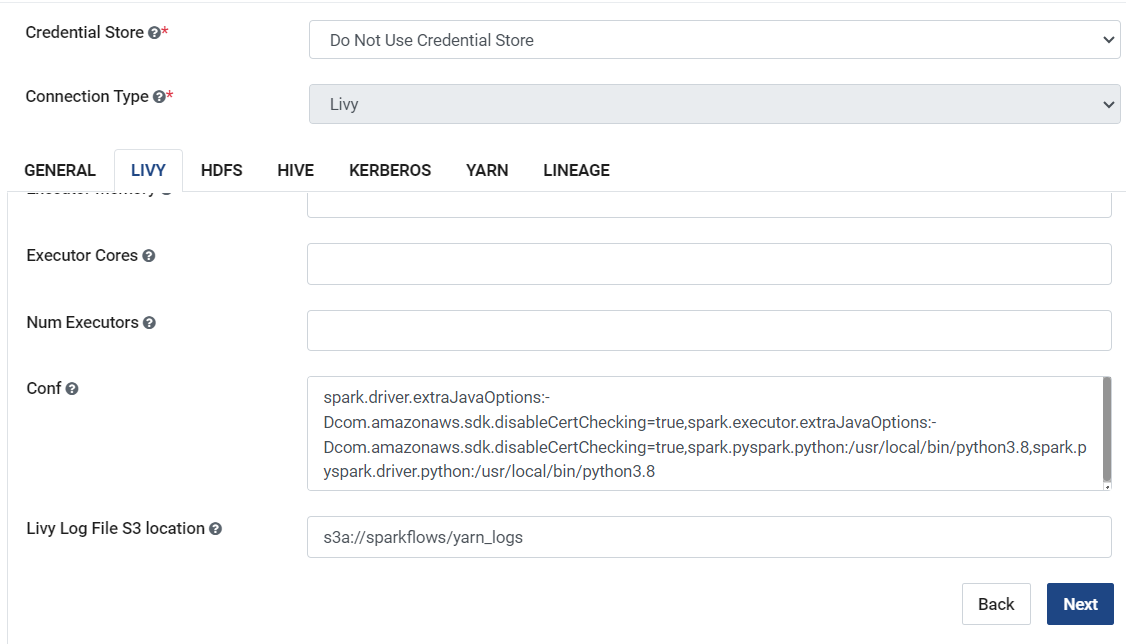 Credential Store *
Do Not Use Credential Store
Connection Type *
Livy
GENERAL LIVY HDFS HIVE KERBEROS YARN LINEAGE
Executor Memory
Executor Cores
Num Executors
Conf
spark.driver.extraJavaOptions:-
Dcom.amazonaws.sdk.disableCertChecking=true,spark.executor.extraJavaOptions:-
Dcom.amazonaws.sdk.disableCertChecking=true,spark.pyspark.python:/usr/local/bin/python3.8,spark.p
yspark.driver.python:/usr/local/bin/python3.8
Livy Log File S3 location
s3a://sparkflows/yarn_logs
Back Next